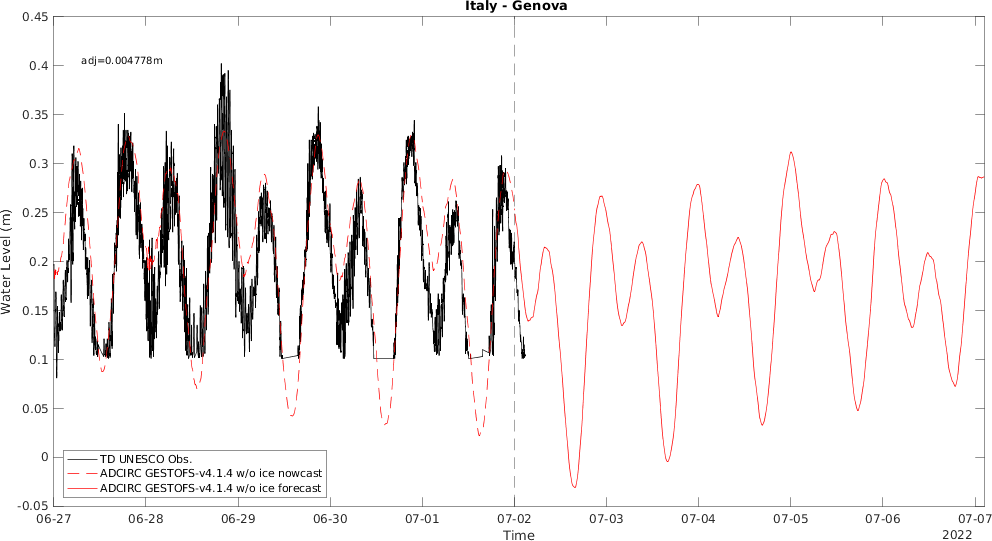 Italy - Genova
0.45
0.4
0.35
0.3
0.25
0.2
0.15
0.1
0.05
0
-0.05
Water Level (m)
adj=0.004778m
TD UNESCO Obs.
ADCIRC GESTOFS-v4.1.4 w/o ice nowcast
ADCIRC GESTOFS-v4.1.4 w/o ice forecast
06-27 06-28 06-29 06-30 07-01 07-02 07-03 07-04 07-05 07-06 07-07
Time
2022